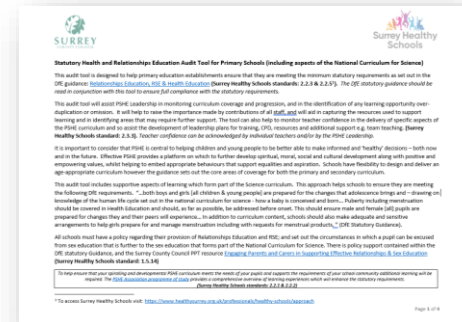 SURREY
Surrey Healthy
Schools
Statutory Health and Relationships Education Audit Tool for Primary Schools (including aspects of the National Curriculum for Science)
This audit tool is designed to help primary education establishments ensure that they are meeting the minimum statutory requirements as set out in the
DfE guidance: Relationships Education, RSE & Health Education (Surrey Healthy Schools standards: 2.2.3 & 2.2.5¹). The DfE statutory guidance should be
read in conjunction with this tool to ensure full compliance with the statutory requirements.
This audit tool will assist PSHE Leadership in monitoring curriculum coverage and progression, and in the identification of any learning opportunity over-
duplication or omission. It will help to raise the importance made by contributions of all staff, and will aid in capturing the resources used to support
learning and in identifying areas that may require further support. The tool can also help to monitor teacher confidence in the delivery of specific aspects of
the PSHE curriculum and so assist the development of leadership plans for training, CPD, resources and additional support e.g. team teaching. (Surrey
Healthy Schools standard: 2.3.3). Teacher confidence can be acknowledged by individual teachers and/or by the PSHE Leadership.
It is important to consider that PSHE is central to helping children and young people to be better able to make informed and 'healthy' decisions – both now
and in the future. Effective PSHE provides a platform on which to further develop spiritual, moral, social and cultural development along with positive and
empowering values, whilst helping to embed appropriate behaviours that support equalities and aspiration. Schools have flexibility to design and deliver an
age-appropriate curriculum however the guidance sets out the core areas of coverage for both the primary and secondary curriculum.
This audit tool includes supportive aspects of learning which form part of the Science curriculum. This approach helps schools to ensure they are meeting
the following DfE requirements. "…both boys and girls [all children & young people] are prepared for the changes that adolescence brings and – drawing on
knowledge of the human life cycle set out in the national curriculum for science - how a baby is conceived and born… Puberty including menstruation
should be covered in Health Education and should, as far as possible, be addressed before onset. This should ensure male and female [all] pupils are
prepared for changes they and their peers will experience… In addition to curriculum content, schools should also make adequate and sensitive
arrangements to help girls prepare for and manage menstruation including with requests for menstrual products." (DfE Statutory Guidance).
All schools must have a policy regarding their provision of Relationships Education and RSE; and set out the circumstances in which a pupil can be excused
from sex education that is further to the sex education that forms part of the National Curriculum for Science. There is policy support contained within the
DfE statutory Guidance, and the Surrey County Council PPT resource Engaging Parents and Carers in Supporting Effective Relationships & Sex Education
(Surrey Healthy Schools standard: 1.5.14)
To help ensure that your uplifting and developmental PSHE curriculum meets the needs of your pupils and supports the requirements of your schools community additional learning will be
required. The PSHE Association programme of study provides a comprehensive overview of learning experiences which will enhance the statutory requirements.
(Surrey Healthy Schools standard: 2.2.1 & 2.2.2)
¹ To access Surrey Healthy Schools visit: https://www.healthysurrey.org.uk/professionals/healthy-schools/approach